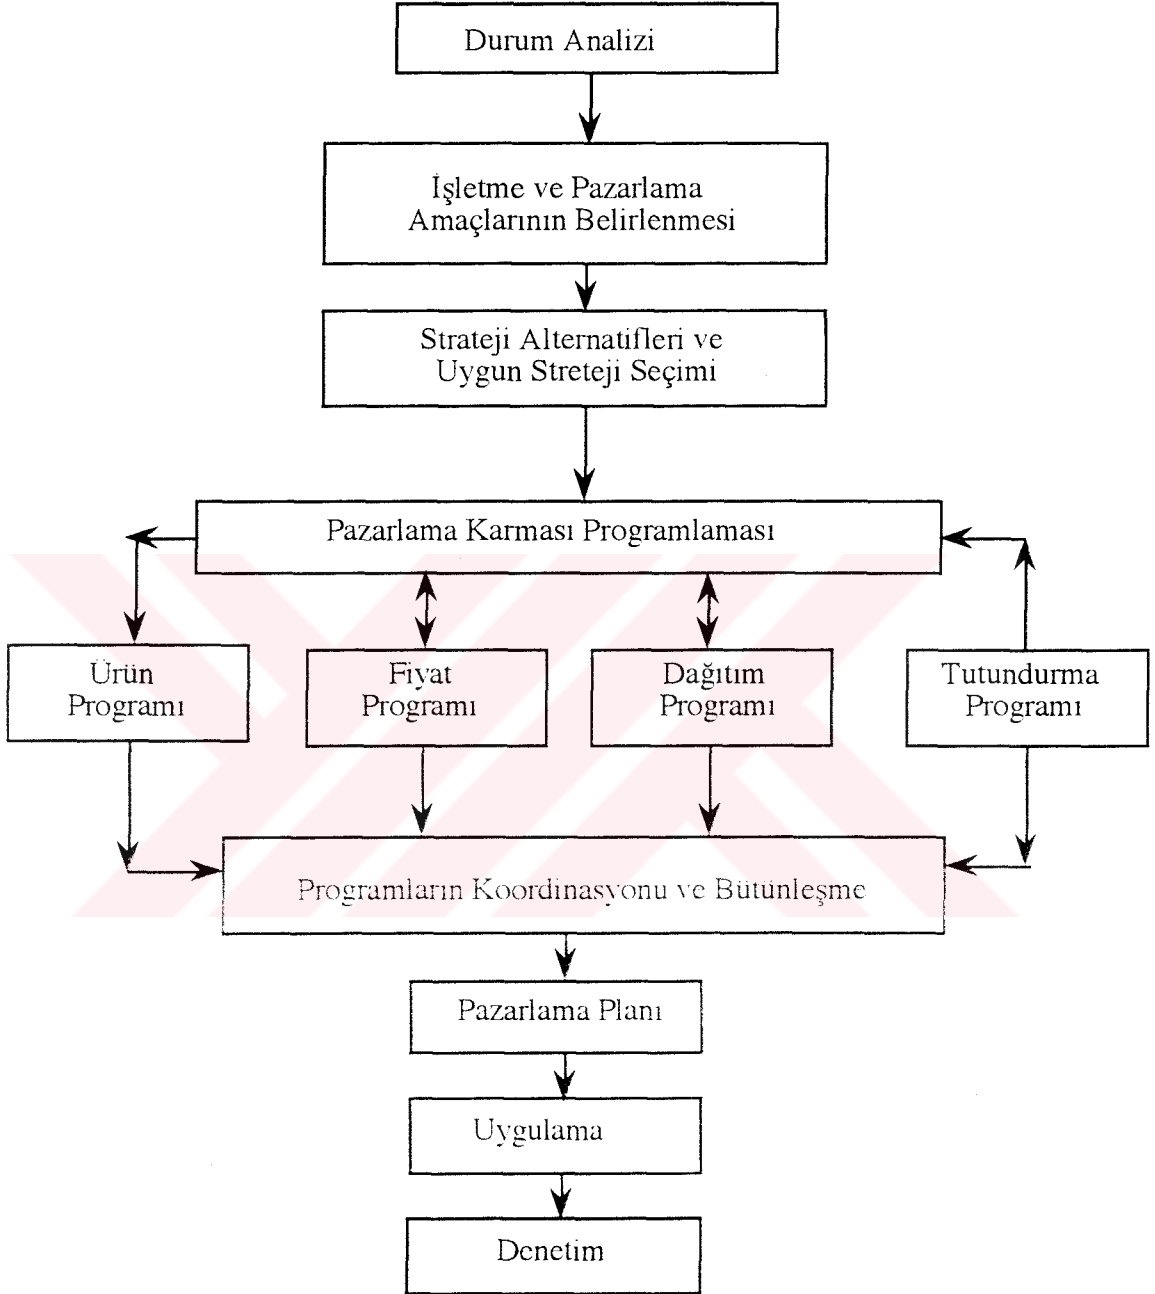 Durum Analizi
İşletme ve Pazarlama
Amaçlarının Belirlenmesi
Strateji Alternatifleri ve
Uygun Streteji Seçimi
Pazarlama Karması Programlaması
Ürün
Programı
Fiyat
Programı
Dağıtım
Programı
Tutundurma
Programı
Programların Koordinasyonu ve Bütünleşme
Pazarlama Planı
Uygulama
Denetim